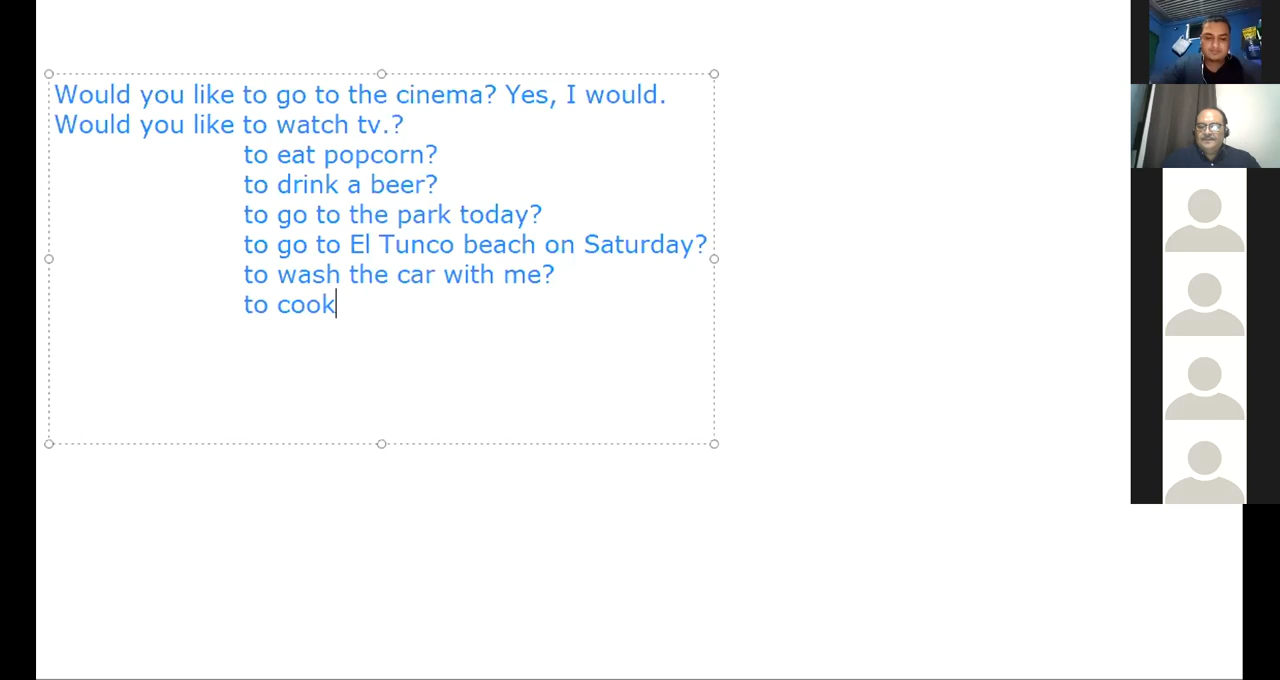 Would you like to go to the cinema? Yes, I would.
Would you like to watch tv.?
to eat popcorn?
to drink a beer?
to go to the park today?
to go to El Tunco beach on Saturday?
to wash the car with me?
to cook